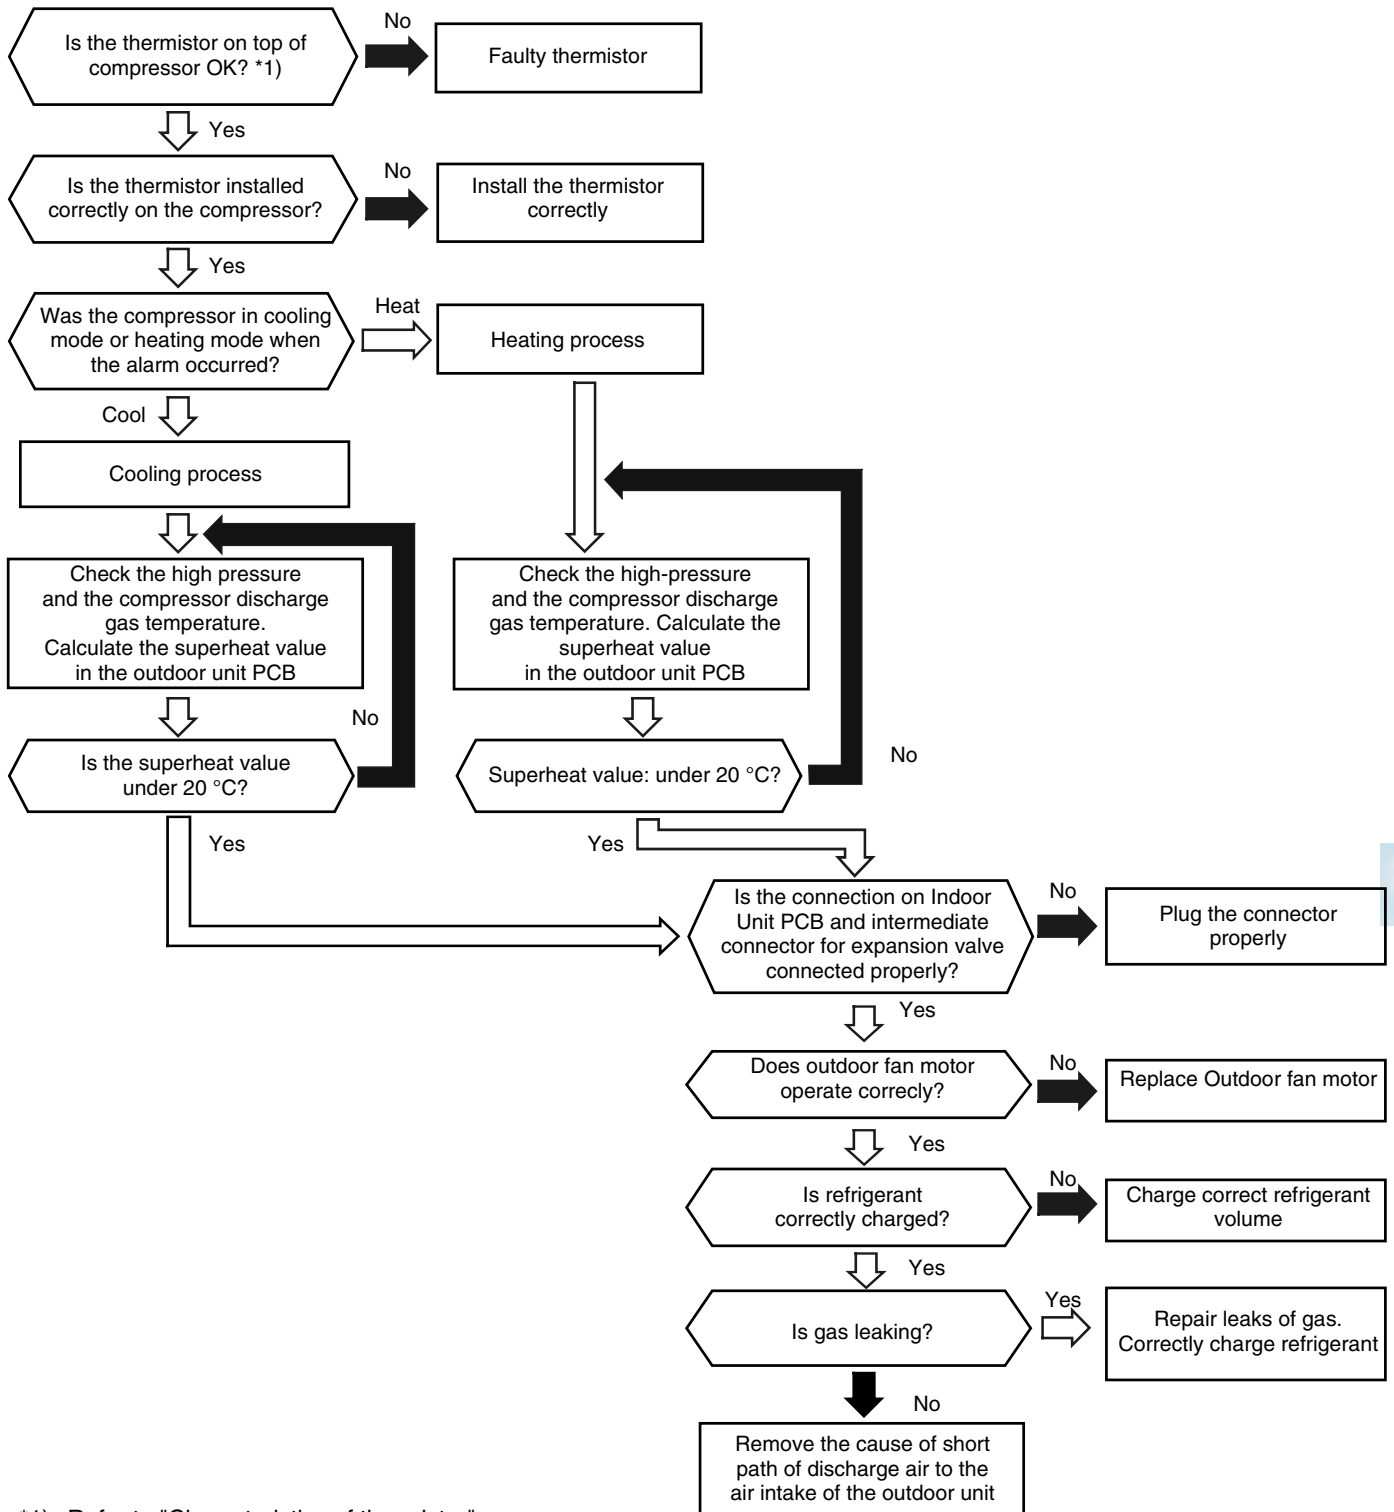 Is the thermistor on top of
compressor OK? *1)
No
Faulty thermistor
Yes
Is the thermistor installed
correctly on the compressor?
No
Install the thermistor
correctly
Yes
Was the compressor in cooling
mode or heating mode when
the alarm occurred?
Heat
Heating process
Cool
Cooling process
Check the high pressure
and the compressor discharge
gas temperature.
Calculate the superheat value
in the outdoor unit PCB
Check the high-pressure
and the compressor discharge
gas temperature. Calculate the
superheat value
in the outdoor unit PCB
No
Is the superheat value
under 20 °C?
Superheat value: under 20 °C?
No
Yes
Yes
Is the connection on Indoor
Unit PCB and intermediate
connector for expansion valve
connected properly?
No
Plug the connector
properly
Yes
Does outdoor fan motor
operate correcly?
No
Replace Outdoor fan motor
Yes
Is refrigerant
correctly charged?
No
Charge correct refrigerant
volume
Yes
Is gas leaking?
Yes
Repair leaks of gas.
Correctly charge refrigerant
No
Remove the cause of short
path of discharge air to the
air intake of the outdoor unit